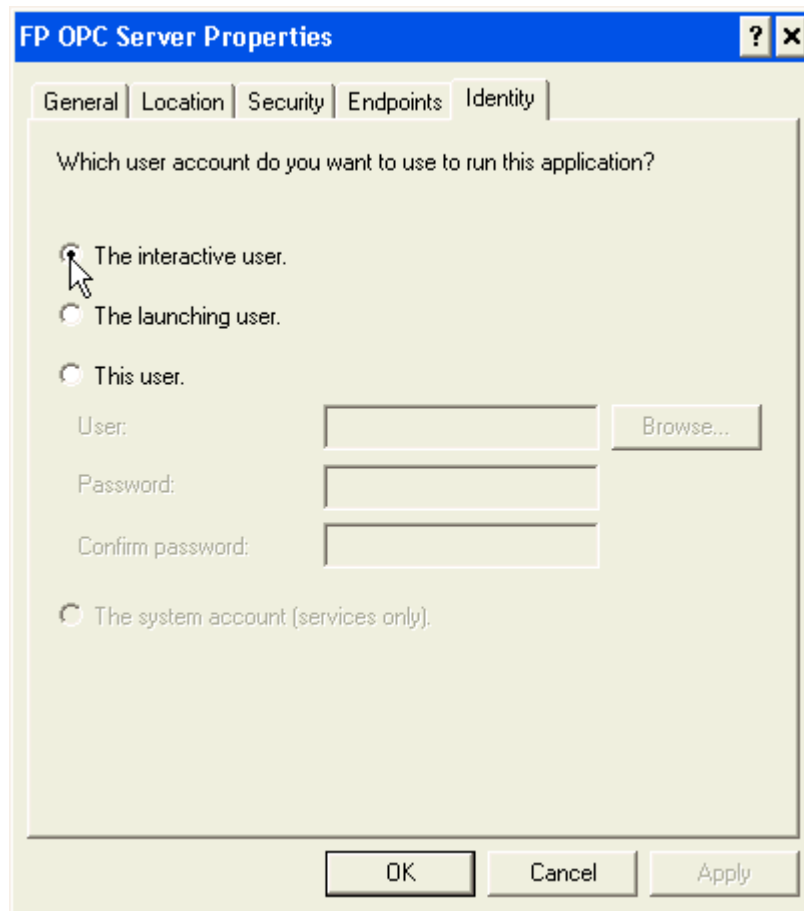 FP OPC Server Properties
General Location Security Endpoints Identity
Which user account do you want to use to run this application?
The interactive user.
The launching user.
This user.
User: Browse...
Password:
Confirm password:
The system account (services only).
OK Cancel Apply